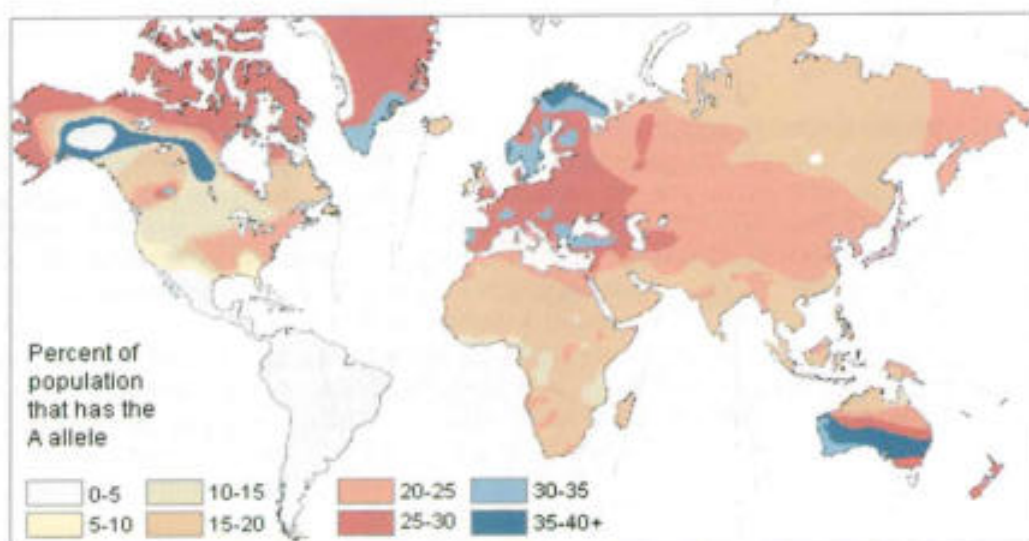 Percent of
population
that has the
A allele
0-5
10-15
20-25
30-35
5-10
15-20
25-30
35-40+